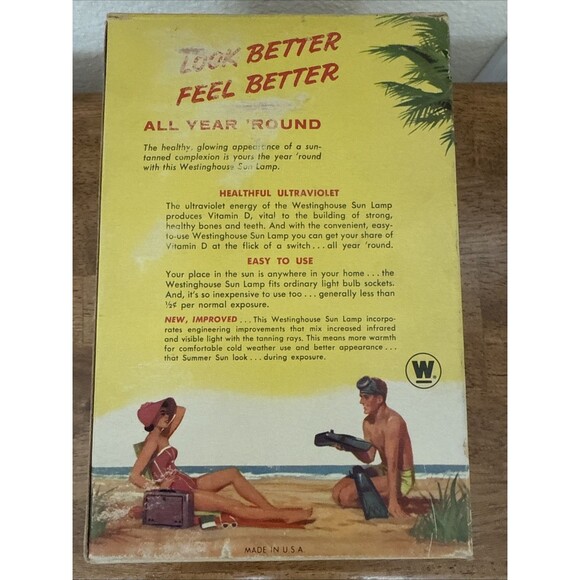 LOOK BETTER
FEEL BETTER
ALL YEAR 'ROUND
The healthy, glowing appearance of a sun-
tanned complexion is yours the year 'round
with this Westinghouse Sun Lamp.
HEALTHFUL ULTRAVIOLET
The ultraviolet energy of the Westinghouse Sun Lamp
produces Vitamin D, vital to the building of strong,
healthy bones and teeth. And with the convenient, easy-
to-use Westinghouse Sun Lamp you can get your share of
Vitamin D at the flick of a switch... all year 'round.
EASY TO USE
Your place in the sun is anywhere in your home... the
Westinghouse Sun Lamp fits ordinary light bulb sockets.
And, it's so inexpensive to use too... generally less than
½¢ per normal exposure.
NEW, IMPROVED... This Westinghouse Sun Lamp incorpo-
rates engineering improvements that mix increased infrared
and visible light with the tanning rays. This means more warmth
for comfortable cold weather use and better appearance...
that Summer Sun look... during exposure.
W
MADE IN U.S.A.